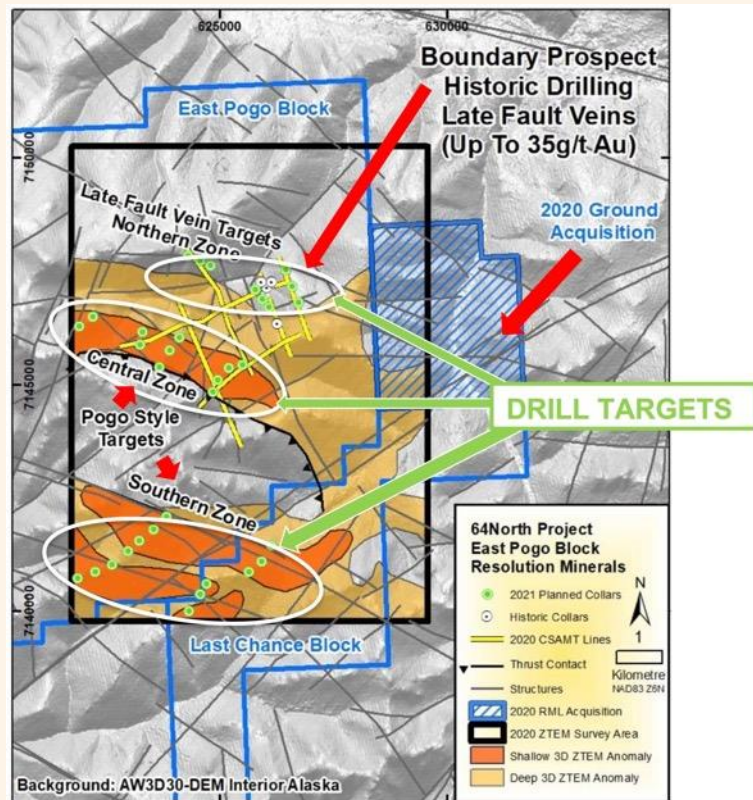 625000
630000
Boundary Prospect
Historic Drilling
Late Fault Veins
(Up To 35g/t Au)
East Pogo Block
7150000
Late Fault Vein Targets
Northern Zone
2020 Ground
Acquisition
7145000
Central Zone
Pogo Style
Targets
DRILL TARGETS
Southern Zone
7140000
Last Chance Block
64North Project
East Pogo Block
Resolution Minerals
2021 Planned Collars
Historic Collars
2020 CSAMT Lines
Thrust Contact
Structures
2020 RML Acquisition
2020 ZTEM Survey Area
Shallow 3D ZTEM Anomaly
Deep 3D ZTEM Anomaly
N
1
Kilometre
NAD83 Z6N
Background: AW3D30-DEM Interior Alaska